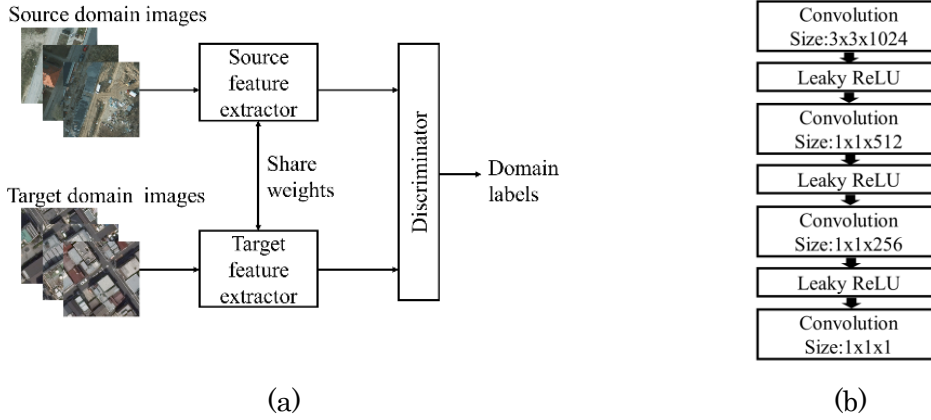 Source domain images
Source
feature
extractor
Share
weights
Target domain images
Target
feature
extractor
Discriminator
Domain
labels
(a)
Convolution
Size:3x3x1024
Leaky ReLU
Convolution
Size:1x1x512
Leaky ReLU
Convolution
Size:1x1x256
Leaky ReLU
Convolution
Size:1x1x1
(b)